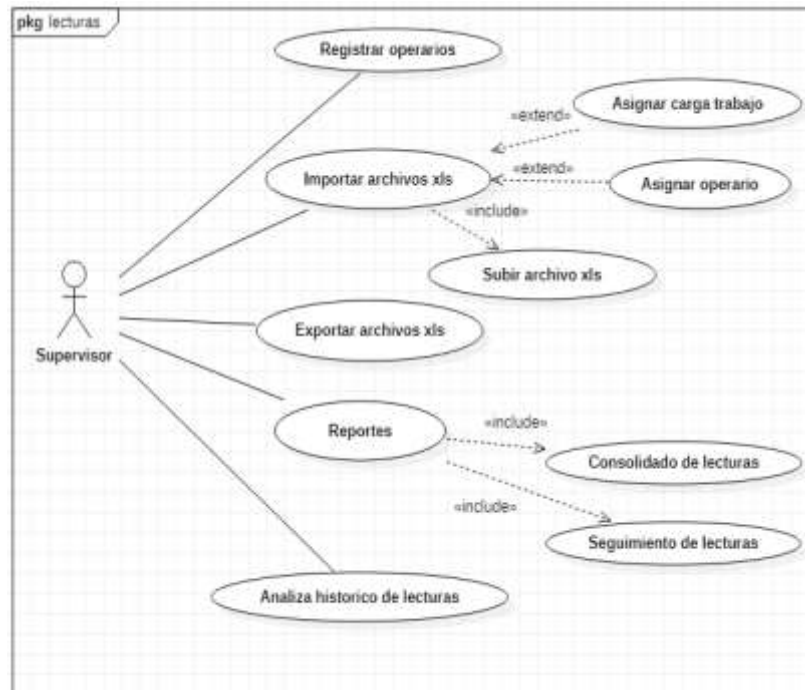 pkg lecturas
Registrar operarios
Asignar carga trabajo
«extend»
Importar archivos xls
«extend»
Asignar operario
«include»
Subir archivo xls
Supervisor
Exportar archivos xls
Reportes
«include»
Consolidado de lecturas
«include»
Seguimiento de lecturas
Analiza historico de lecturas